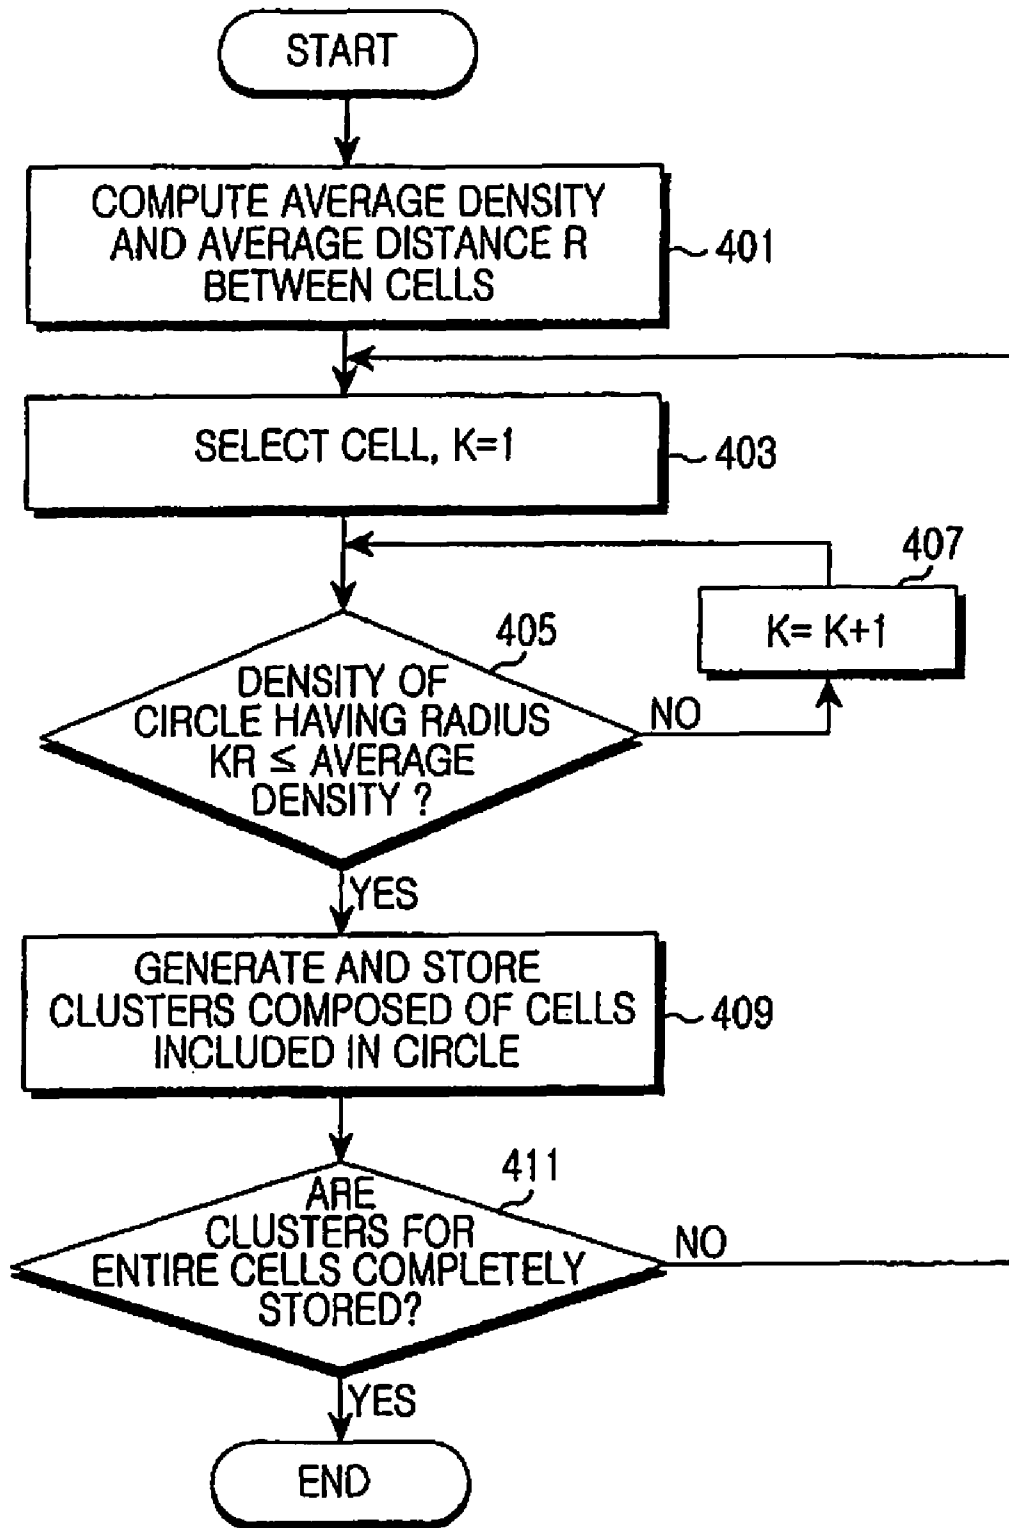 START
COMPUTE AVERAGE DENSITY
AND AVERAGE DISTANCE R
BETWEEN CELLS
401
SELECT CELL, K=1
403
407
K= K+1
405
DENSITY OF
CIRCLE HAVING RADIUS
KR ≤ AVERAGE
DENSITY ?
NO
YES
GENERATE AND STORE
CLUSTERS COMPOSED OF CELLS
INCLUDED IN CIRCLE
409
411
ARE
CLUSTERS FOR
ENTIRE CELLS COMPLETELY
STORED?
NO
YES
END